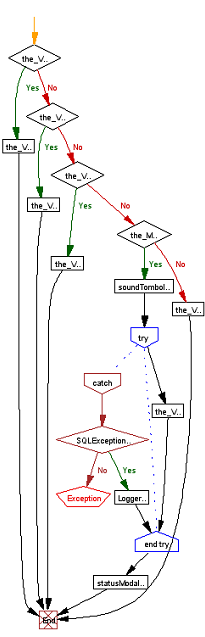 the_V..
Yes
No
the_V..
the_V..
Yes
No
the_V..
the_V..
Yes
No
the_M..
the_V..
Yes
No
soundTombol..
the_V..
try
catch
the_V..
SQLException..
No
Yes
Exception
Logger..
end try
statusModal..
End